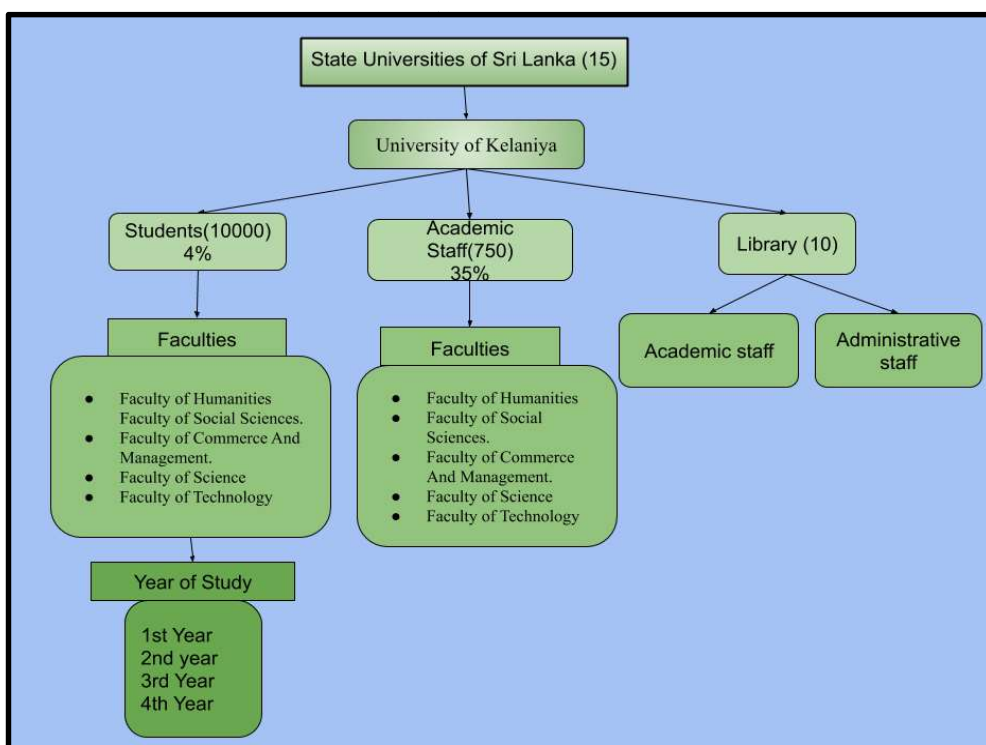 State Universities of Sri Lanka (15)
University of Kelaniya
Students(10000)
4%
Academic
Staff(750)
35%
Library (10)
Academic staff
Administrative
staff
Faculties
● Faculty of Humanities
Faculty of Social Sciences.
● Faculty of Commerce And
Management.
● Faculty of Science
● Faculty of Technology
Faculties
● Faculty of Humanities
● Faculty of Social
Sciences.
● Faculty of Commerce
And Management.
● Faculty of Science
● Faculty of Technology
Year of Study
1st Year
2nd year
3rd Year
4th Year